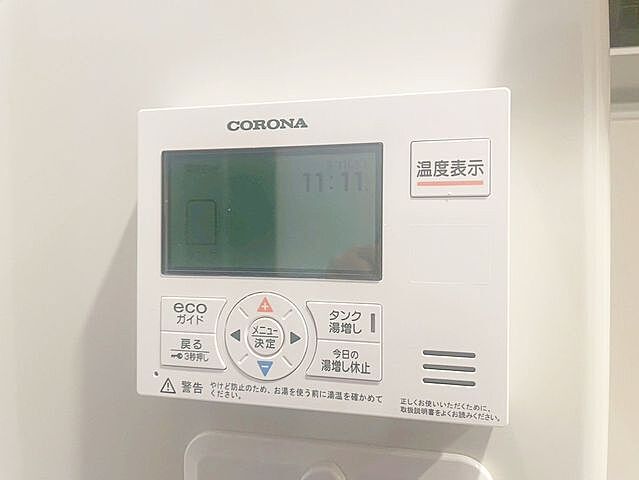 CORONA
11:11
温度表示
eco
ガイド
戻る
3秒押し
メニュー
決定
タンク
湯増し
今日の
湯増し休止
警告 やけど防止のため、お湯を使う前に湯温を確かめて
ください。
正しくお使いいただくために、
取扱説明書をよくお読みください。